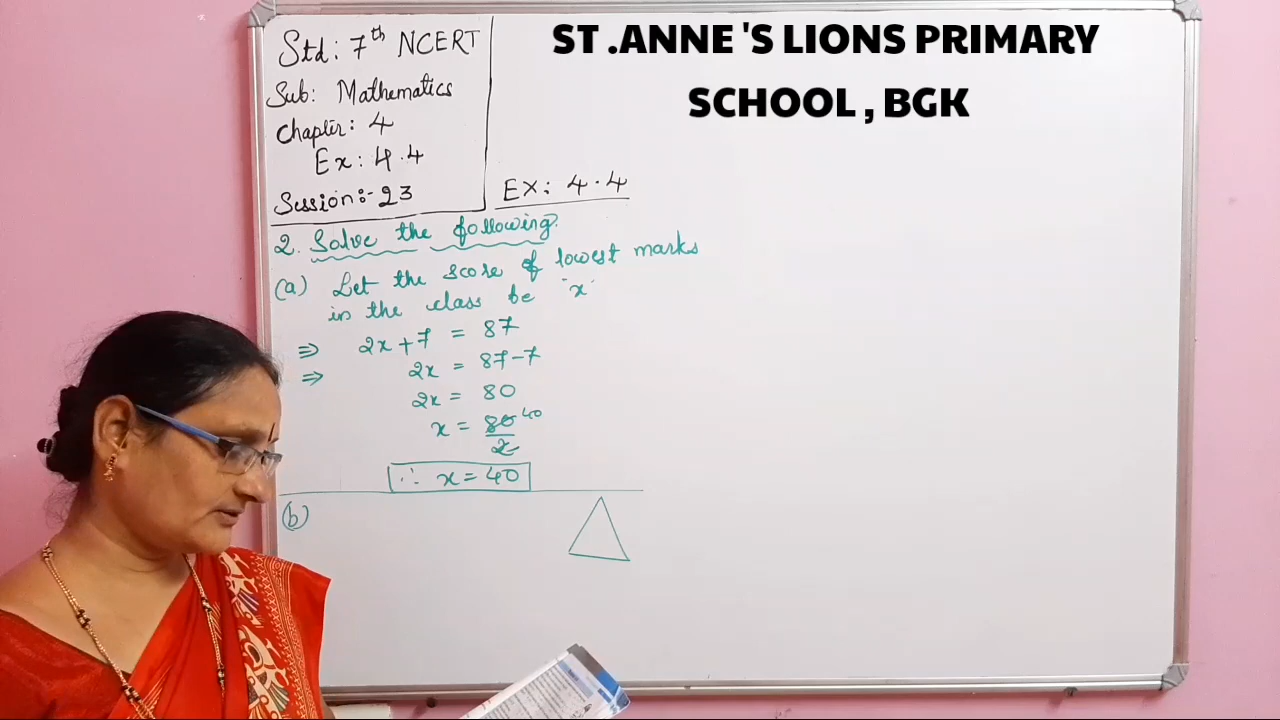 ST .ANNE 'S LIONS PRIMARY
SCHOOL , BGK
Std: 7th NCERT
Sub: Mathematics
Chapter: 4
Ex: 4.4
Session:-23
EX: 4.4
2. Solve the following.
(a) Let the score of lowest marks
in the class be "x"
⇒ 2x+7 = 87
⇒ 2x = 87-7
2x = 80
x = 80 40
2
∴ x = 40
(b)